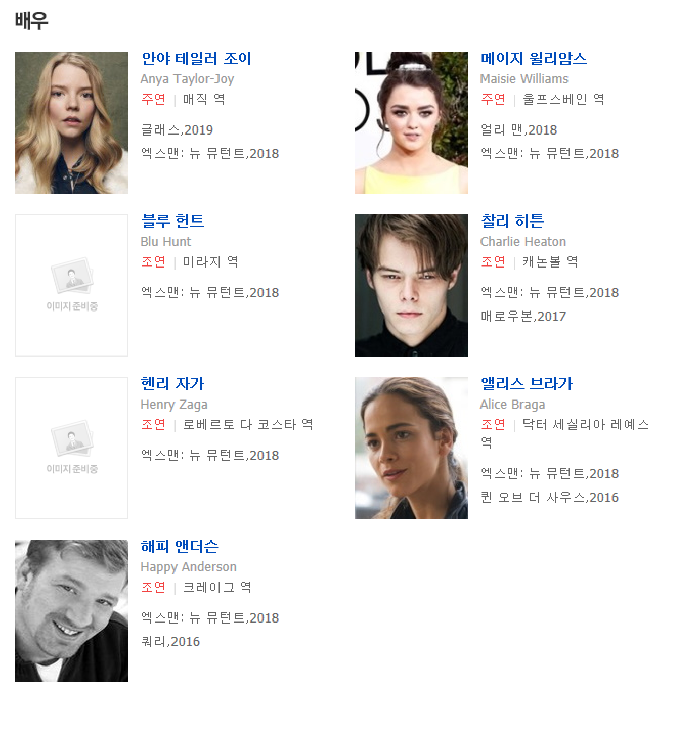 배우
안야 테일러 조이
Anya Taylor-Joy
주연 | 매직 역
글래스,2019
엑스맨: 뉴 뮤턴트,2018
메이지 윌리암스
Maisie Williams
주연 | 울프스베인 역
얼리 맨,2018
엑스맨: 뉴 뮤턴트,2018
블루 헌트
Blu Hunt
조연 | 미라지 역
엑스맨: 뉴 뮤턴트,2018
이미지 준비중
찰리 히튼
Charlie Heaton
조연 | 캐논볼 역
엑스맨: 뉴 뮤턴트,2018
매로우본,2017
헨리 자가
Henry Zaga
조연 | 로베르토 다 코스타 역
엑스맨: 뉴 뮤턴트,2018
이미지 준비중
앨리스 브라가
Alice Braga
조연 | 닥터 세실리아 레예스
역
엑스맨: 뉴 뮤턴트,2018
퀸 오브 더 사우스,2016
해피 앤더슨
Happy Anderson
조연 | 크레이그 역
엑스맨: 뉴 뮤턴트,2018
쿼리,2016